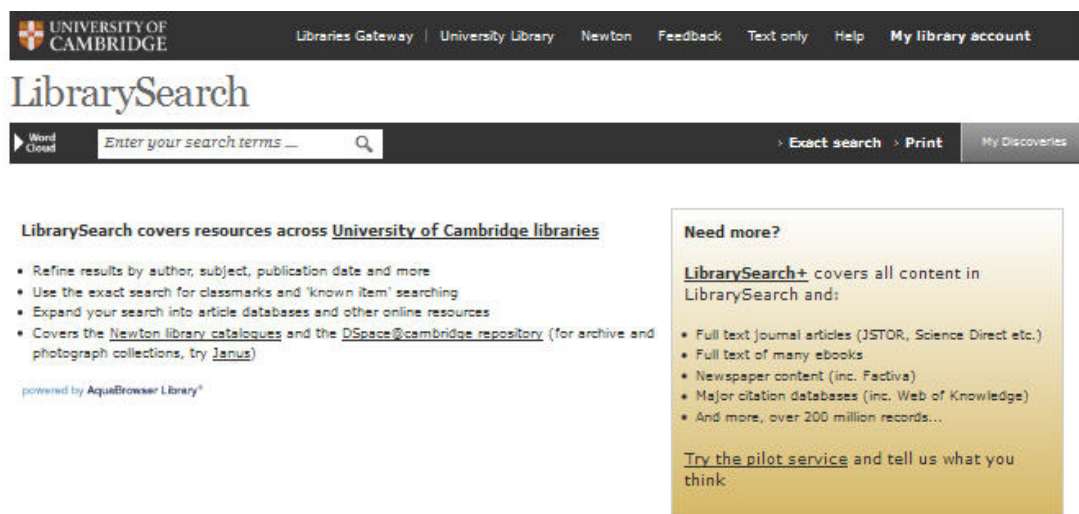 UNIVERSITY OF
CAMBRIDGE
Libraries Gateway | University Library Newton Feedback Text only Help My library account
LibrarySearch
Word
Cloud
Enter your search terms ...
› Exact search › Print My Discoveries
LibrarySearch covers resources across University of Cambridge libraries
• Refine results by author, subject, publication date and more
• Use the exact search for classmarks and 'known item' searching
• Expand your search into article databases and other online resources
• Covers the Newton library catalogues and the DSpace@cambridge repository (for archive and
photograph collections, try Janus)
powered by AquaBrowser Library®
Need more?
LibrarySearch+ covers all content in
LibrarySearch and:
• Full text journal articles (JSTOR, Science Direct etc.)
• Full text of many ebooks
• Newspaper content (inc. Factiva)
• Major citation databases (inc. Web of Knowledge)
• And more, over 200 million records...
Try the pilot service and tell us what you
think